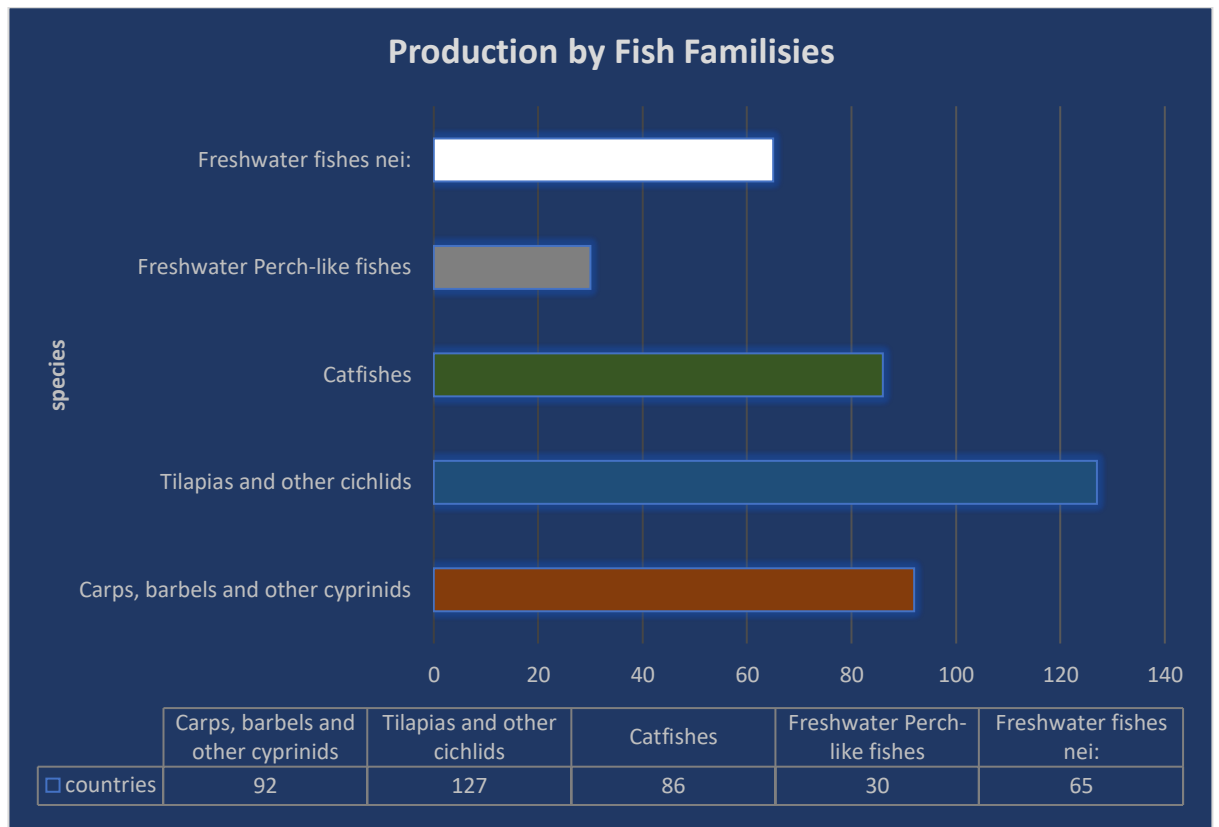 Production by Fish Familisies
species
Freshwater fishes nei:
Freshwater Perch-like fishes
Catfishes
Tilapias and other cichlids
Carps, barbels and other cyprinids
0 20 40 60 80 100 120 140
Carps, barbels and other cyprinids Tilapias and other cichlids Catfishes Freshwater Perch-like fishes Freshwater fishes nei:
countries 92 127 86 30 65